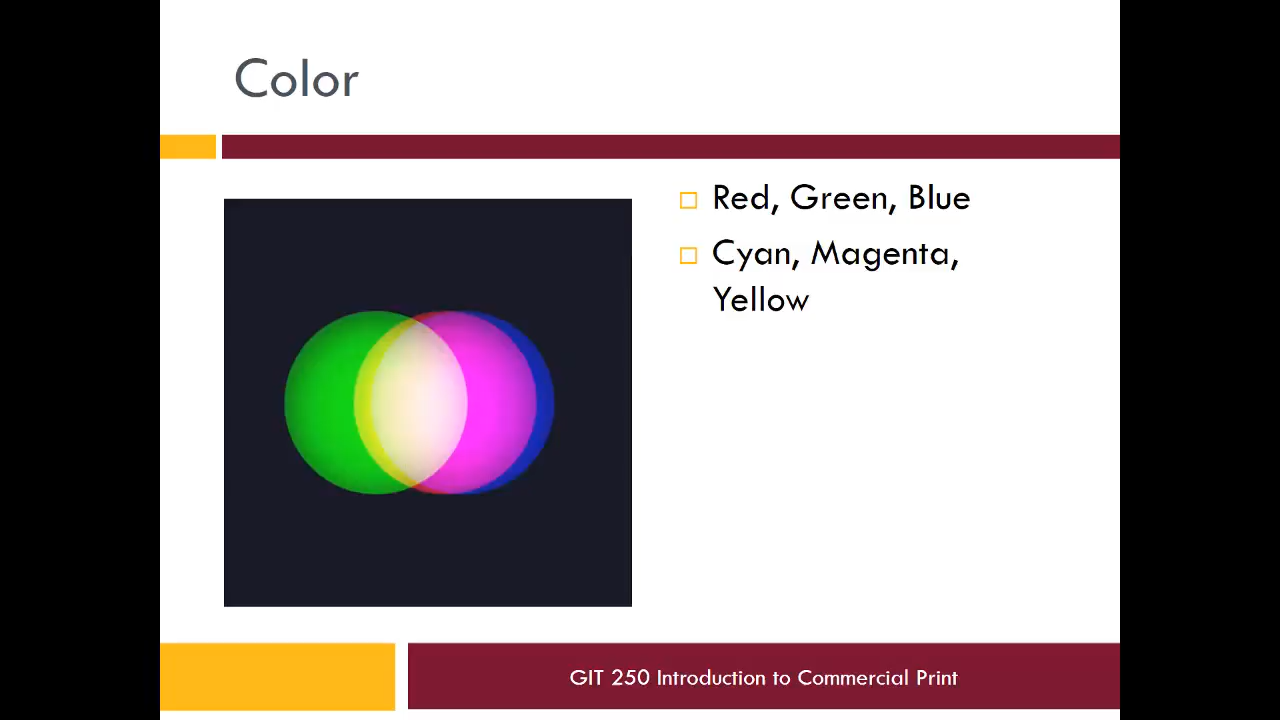 Color
Red, Green, Blue
Cyan, Magenta,
Yellow
GIT 250 Introduction to Commercial Print